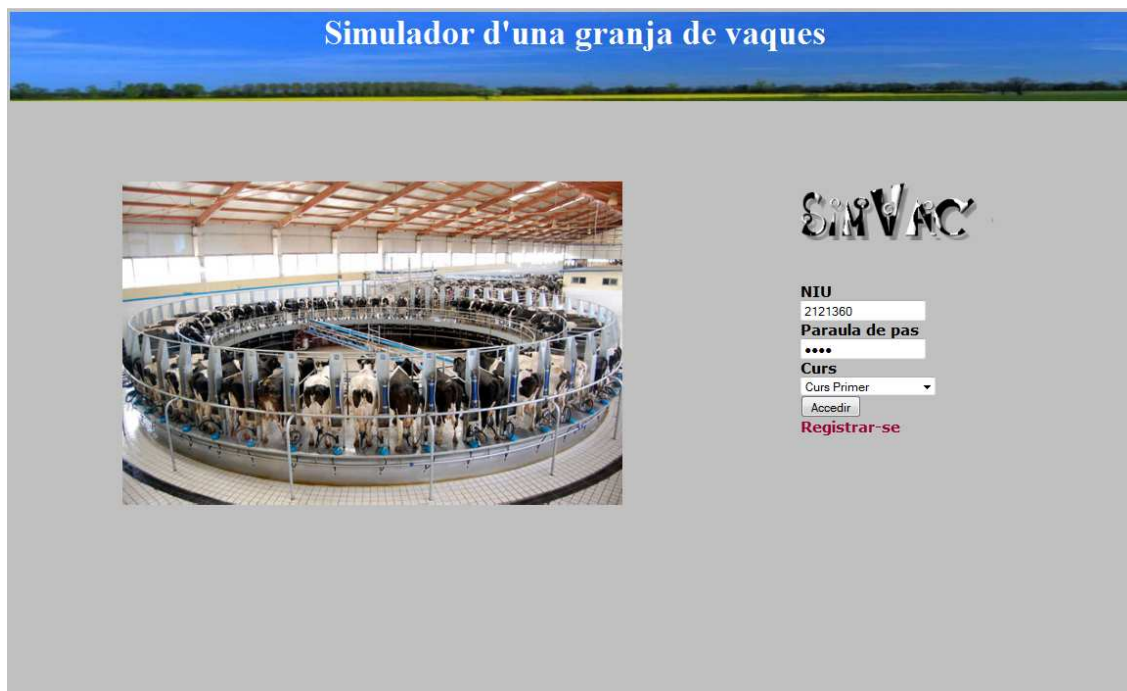 Simulador d'una granja de vaques
SimVac
NIU
2121360
Paraula de pas
••••
Curs
Curs Primer
Accedir
Registrar-se